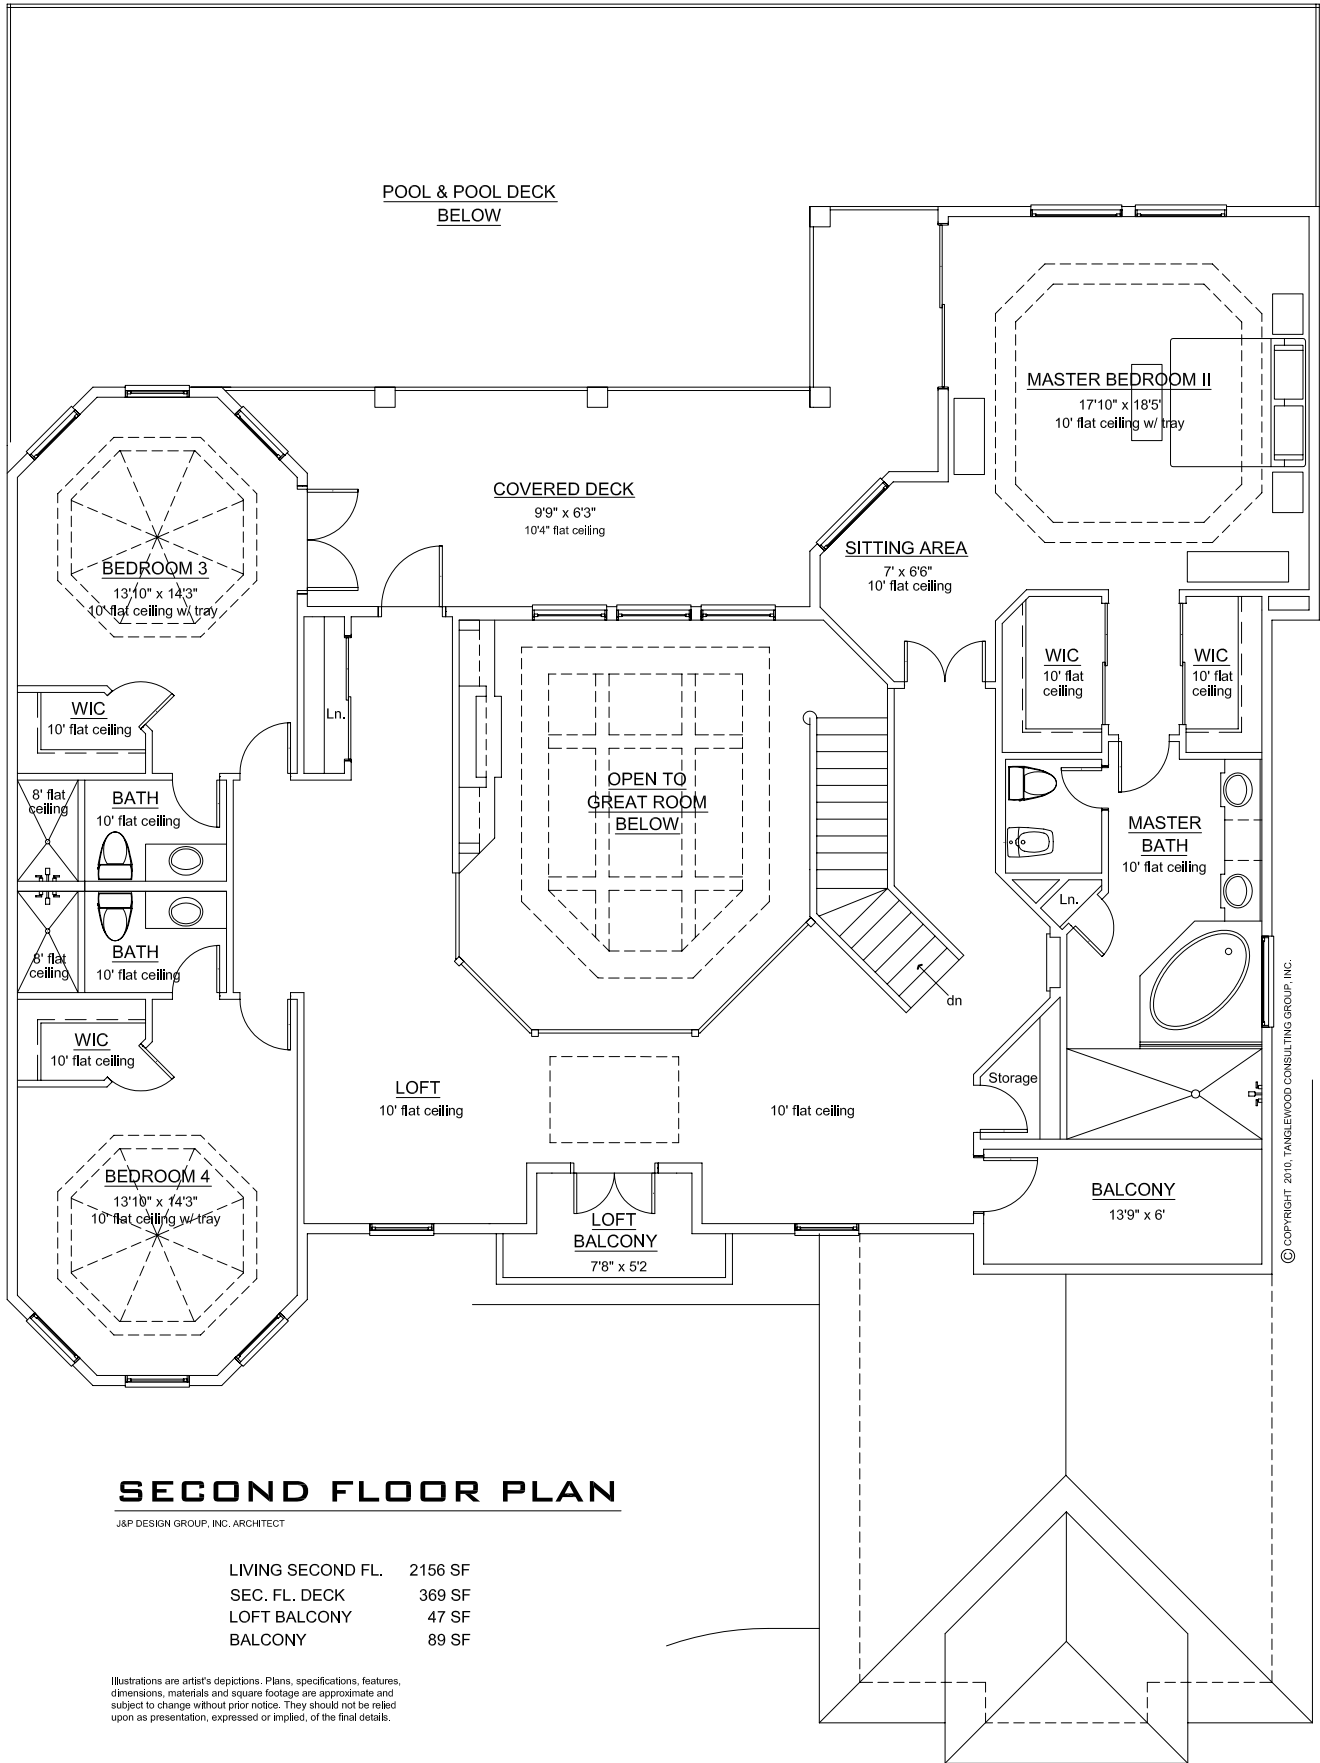 POOL & POOL DECK
BELOW
MASTER BEDROOM II
17'10" x 18'5"
10' flat ceiling w/ tray
COVERED DECK
9'9" x 6'3"
10'4" flat ceiling
SITTING AREA
7' x 6'6"
10' flat ceiling
BEDROOM 3
13'10" x 14'3"
10' flat ceiling w/ tray
WIC
10' flat
ceiling
WIC
10' flat
ceiling
WIC
10' flat ceiling
Ln.
OPEN TO
GREAT ROOM
BELOW
8' flat
ceiling
BATH
10' flat ceiling
MASTER
BATH
10' flat ceiling
Ln.
8' flat
ceiling
BATH
10' flat ceiling
dn
WIC
10' flat ceiling
LOFT
10' flat ceiling
10' flat ceiling
Storage
BEDROOM 4
13'10" x 14'3"
10' flat ceiling w/ tray
LOFT
BALCONY
7'8" x 5'2
BALCONY
13'9" x 6'
© COPYRIGHT 2010, TANGLEWOOD CONSULTING GROUP, INC.
SECOND FLOOR PLAN
J&P DESIGN GROUP, INC. ARCHITECT
LIVING SECOND FL. 2156 SF
SEC. FL. DECK 369 SF
LOFT BALCONY 47 SF
BALCONY 89 SF
Illustrations are artist's depictions. Plans, specifications, features,
dimensions, materials and square footage are approximate and
subject to change without prior notice. They should not be relied
upon as presentation, expressed or implied, of the final details.